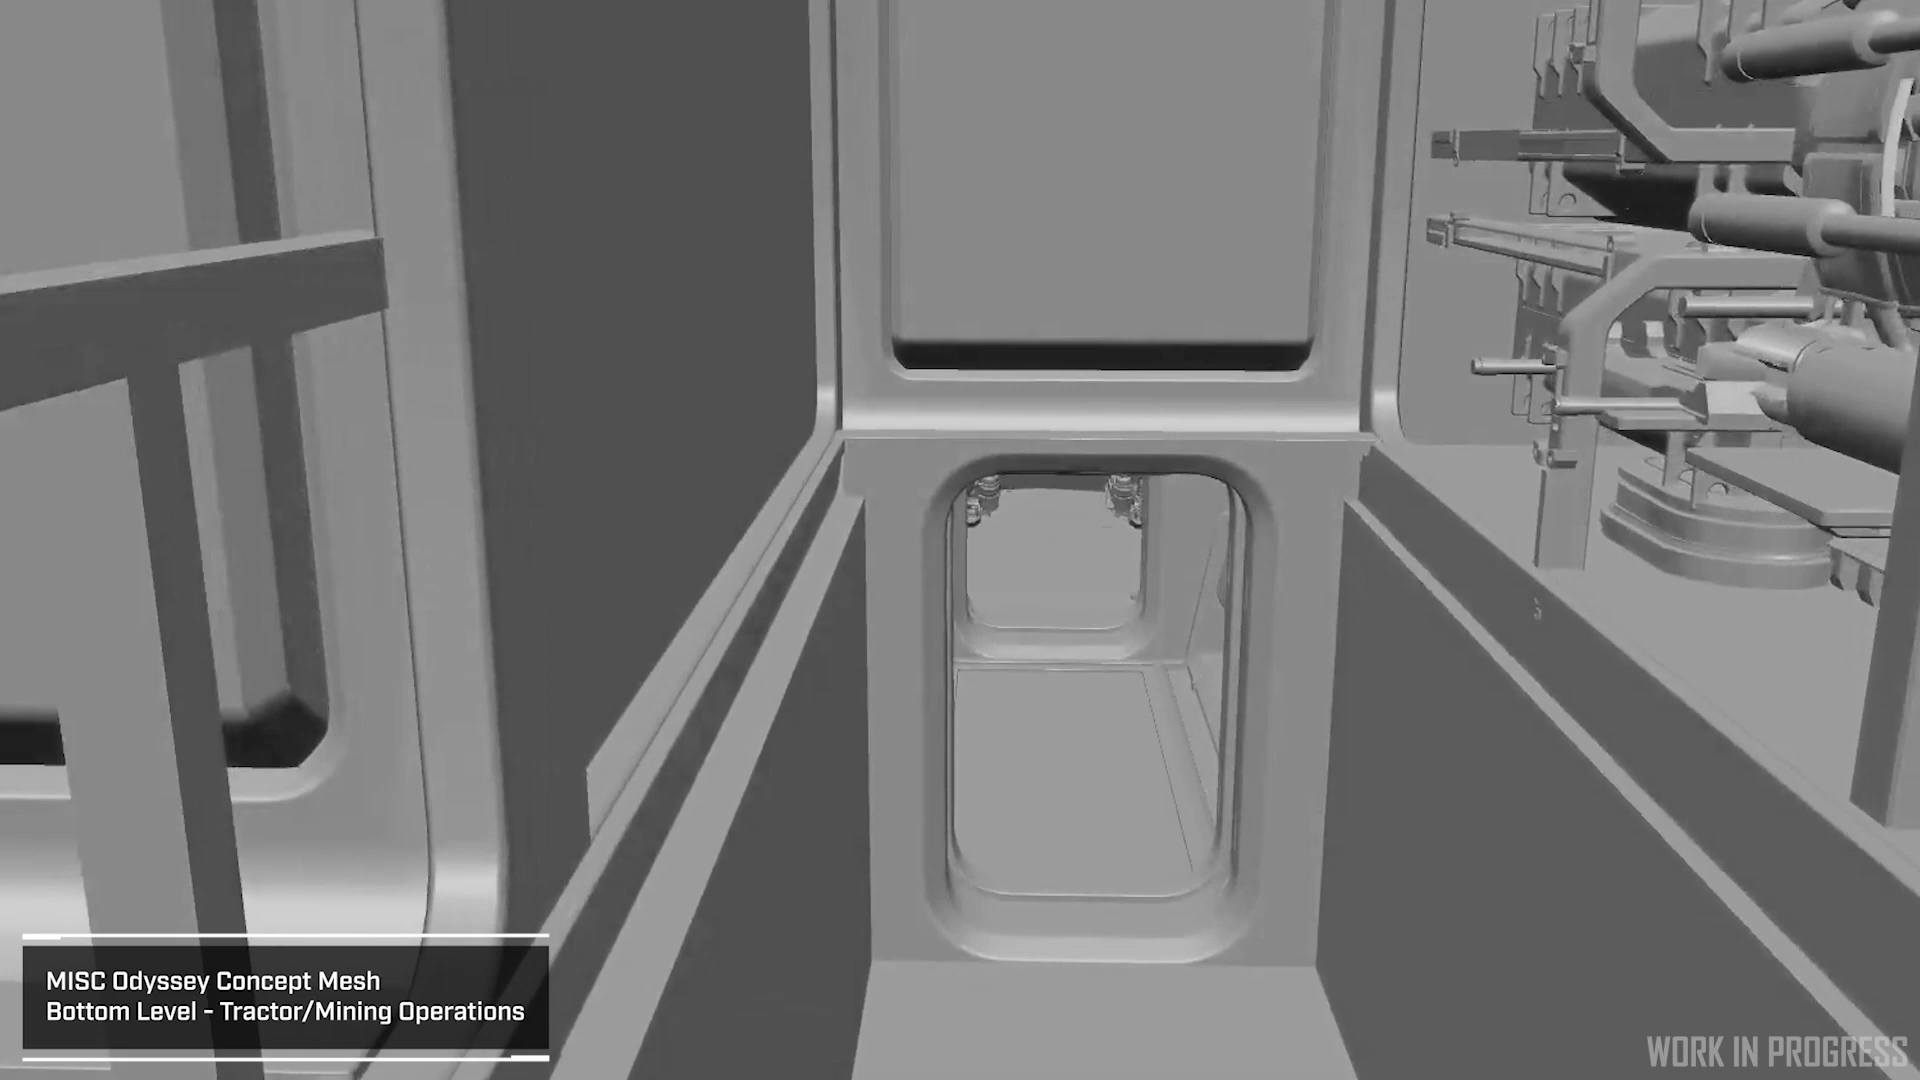 MISC Odyssey Concept Mesh
Bottom Level - Tractor/Mining Operations
WORK IN PROGRESS